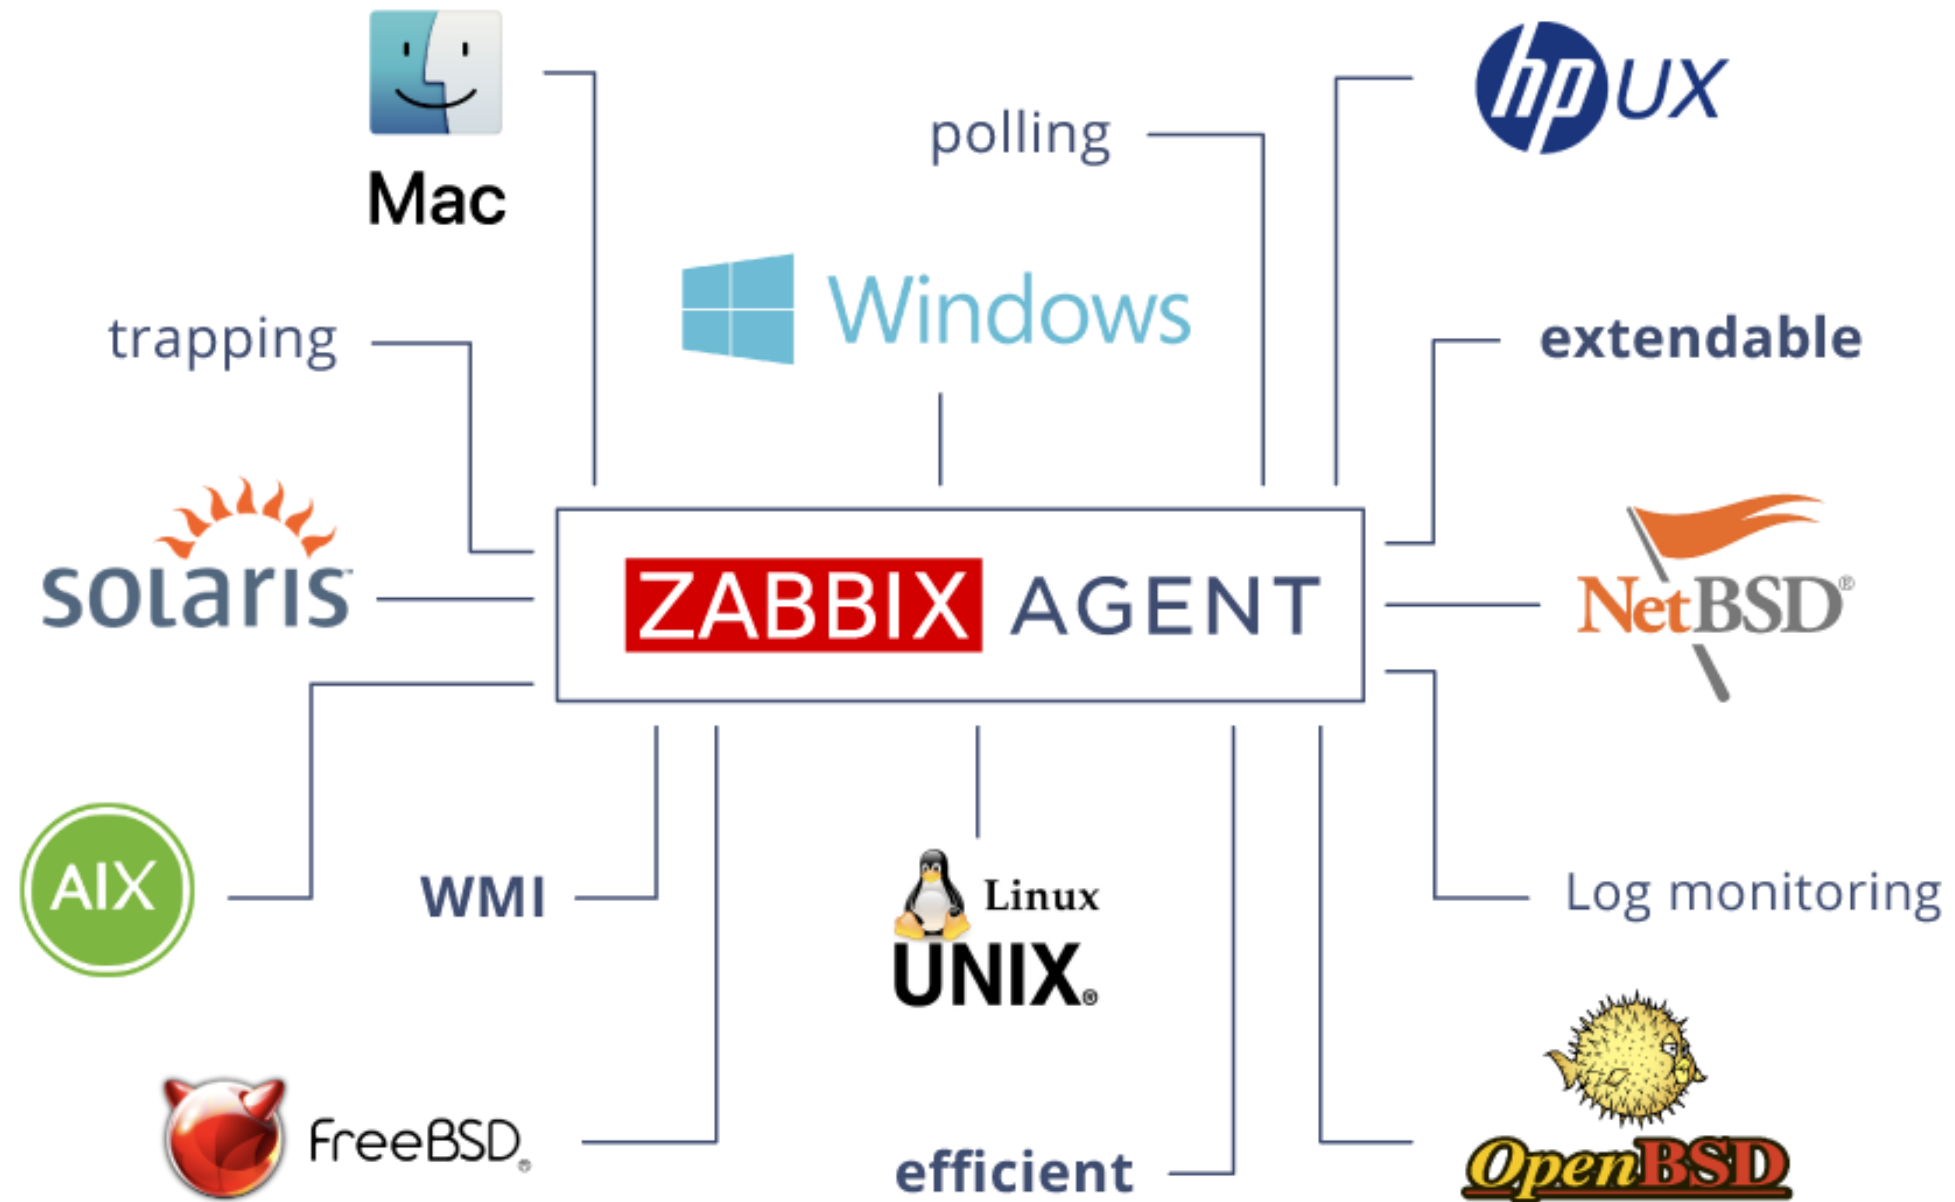 hp UX
polling
Mac
Windows
trapping
extendable
solaris™
ZABBIX AGENT
NetBSD®
AIX
WMI
Linux
UNIX®
Log monitoring
FreeBSD®
efficient
OpenBSD